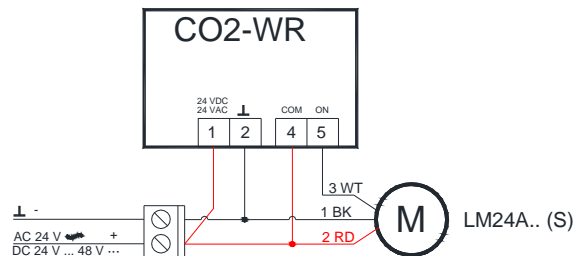 CO2-WR
24 VDC
24 VAC
⊥
COM
ON
1
2
4
5
3 WT
⊥ -
1 BK
M
LM24A.. (S)
AC 24 V +
2 RD
DC 24 V ... 48 V ⋯